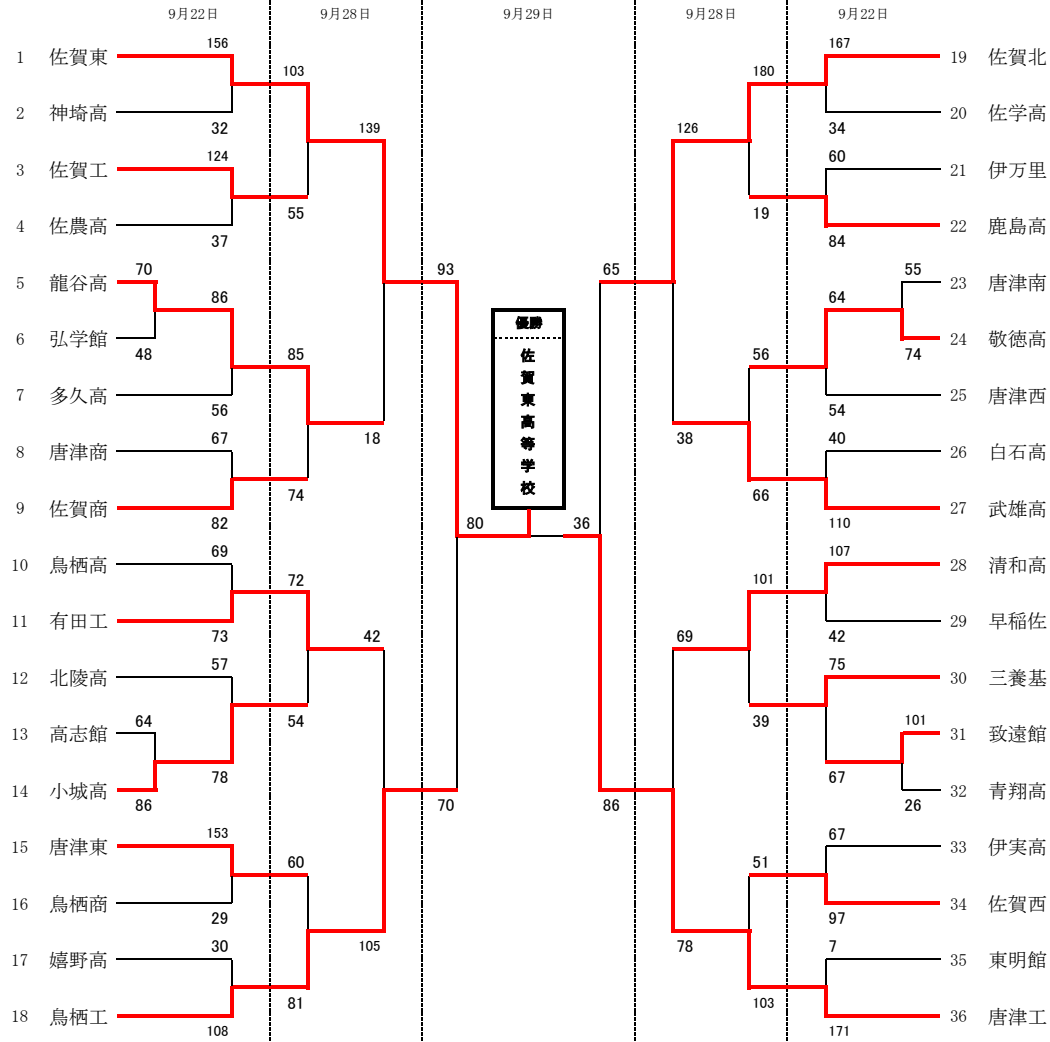 9月22日 9月28日 9月29日 9月28日 9月22日
156 167
1 佐賀東 19 佐賀北
103 180
2 神埼高 20 佐学高
32 139 126 34
124 60
3 佐賀工 21 伊万里
55 19
4 佐農高 22 鹿島高
37 84
70 93 65 55
5 龍谷高 23 唐津南
86 64
優勝
6 弘学館 24 敬徳高
48 85 56 74
佐賀東高等学校
7 多久高 25 唐津西
56 54
67 18 38 40
8 唐津商 26 白石高
74 66
9 佐賀商 27 武雄高
82 80 36 110
69 107
10 鳥栖高 28 清和高
72 101
11 有田工 29 早稲佐
73 42 69 42
57 75
12 北陵高 30 三養基
54 39
64 101
13 高志館 31 致遠館
78 67
14 小城高 32 青翔高
86 70 86 26
153 67
15 唐津東 33 伊実高
60 51
16 鳥栖商 34 佐賀西
29 97
30 105 78 7
17 嬉野高 35 東明館
81 103
18 鳥栖工 36 唐津工
108 171